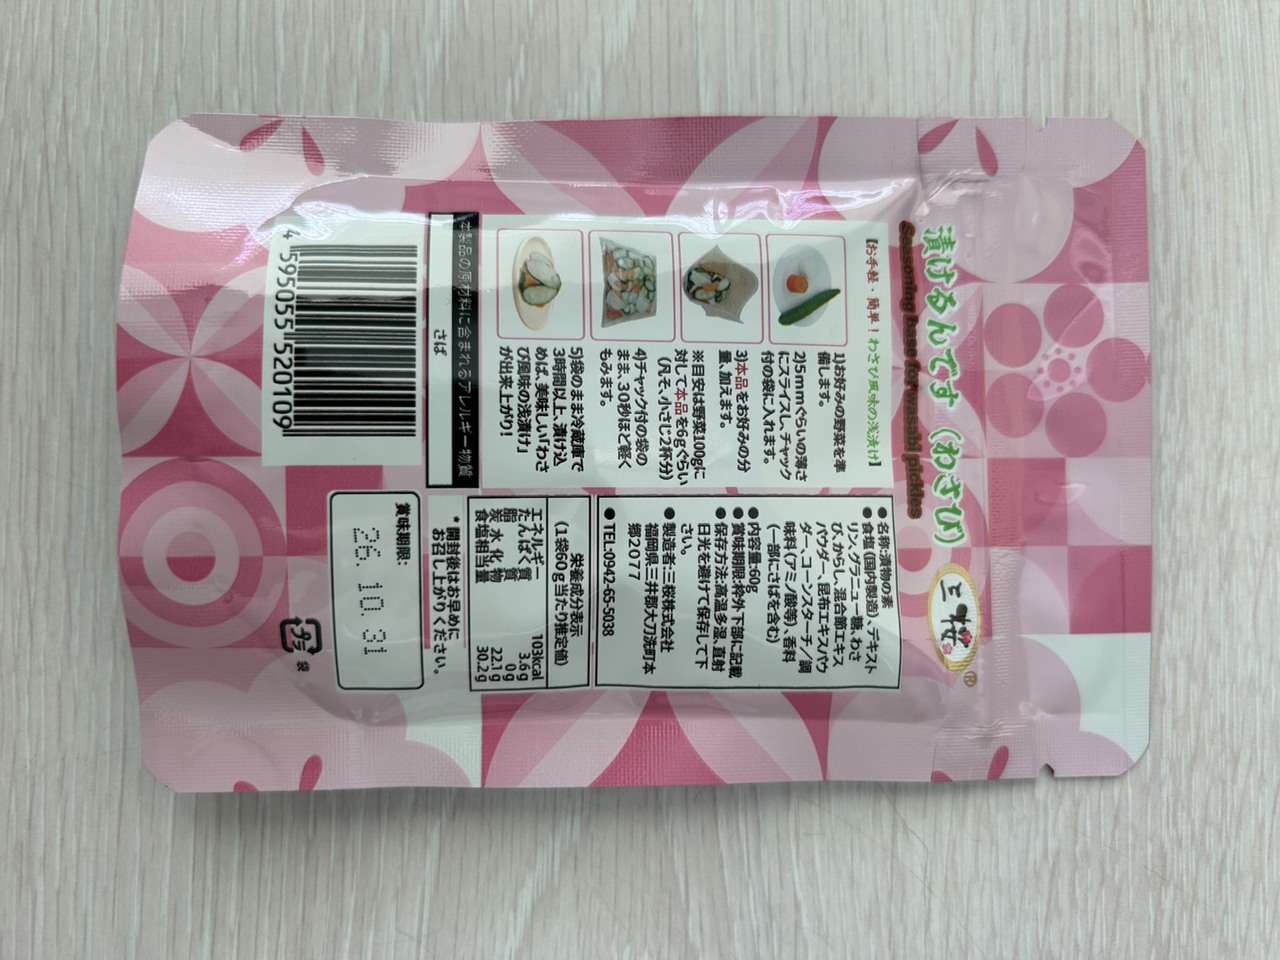 漬けるんです(わさび)
Seasoning base for wasabi pickles
三桜®
【お手軽・簡単!わさび風味の浅漬け】
1)お好みの野菜を準
備します。
2)5mmぐらいの薄さ
にスライスし、チャック
付の袋に入れます。
3)本品をお好みの分
量、加えます。
※目安は野菜100gに
対して本品を6gぐらい
(凡そ、小さじ2杯分)
4)チャック付の袋の
まま、30秒ほど軽く
もみます。
5)袋のまま冷蔵庫で
3時間以上、漬け込
めば、美味しい「わさ
び風味の浅漬け」
が出来上がり!
●名称:漬物の素
●食塩(国内製造)、デキスト
リン、グラニュー糖、わさ
び、からし、混合節エキス
パウダー、昆布エキスパウ
ダー、コーンスターチ/調
味料(アミノ酸等)、香料
(一部にさばを含む)
●内容量:60g
●賞味期限:枠外下部に記載
●保存方法:高温多湿、直射
日光を避けて保存して下
さい。
●製造者:三桜株式会社
福岡県三井郡大刀洗町本
郷2077
●TEL:0942-65-5038
本製品の原材料に含まれるアレルギー物質
さば
栄養成分表示
(1袋60g当たり推定値)
エネルギー 103kcal
たんぱく質 3.6g
脂質 0g
炭水化物 22.1g
食塩相当量 30.2g
*開封後はお早めに
お召し上がりください。
4 595055 520109
賞味期限:
26.10.31
プラ
袋